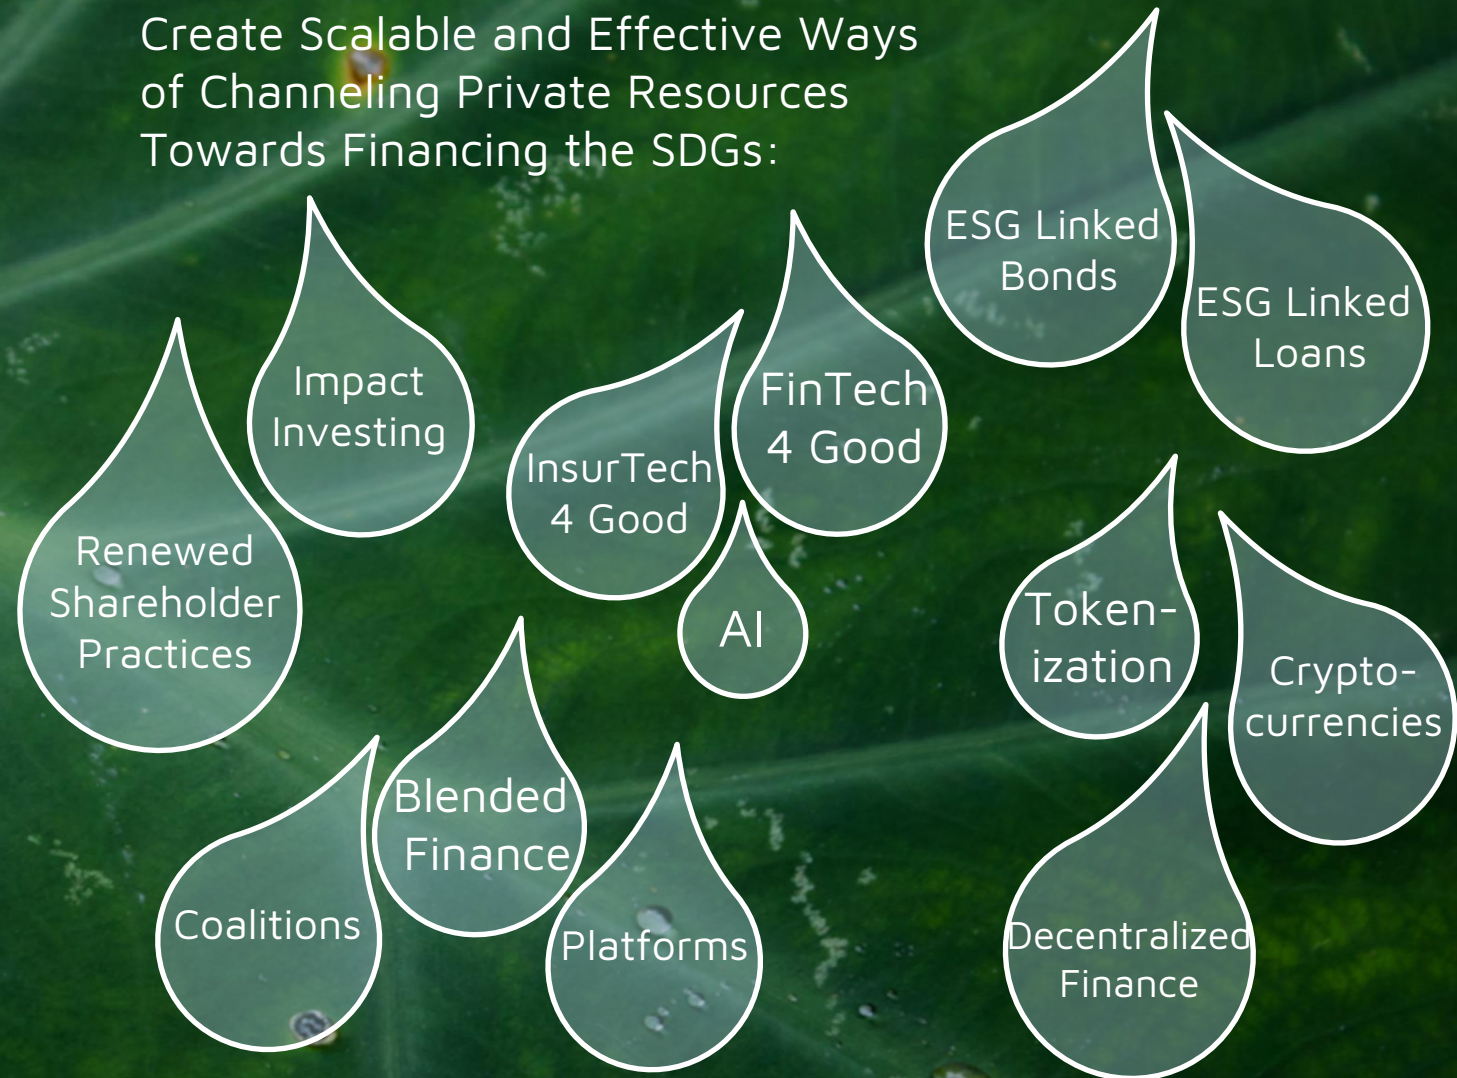 Create Scalable and Effective Ways
of Channeling Private Resources
Towards Financing the SDGs:
ESG Linked
Bonds
ESG Linked
Loans
Impact
Investing
FinTech
4 Good
InsurTech
4 Good
Renewed
Shareholder
Practices
AI
Token-
ization
Crypto-
currencies
Blended
Finance
Coalitions
Platforms
Decentralized
Finance